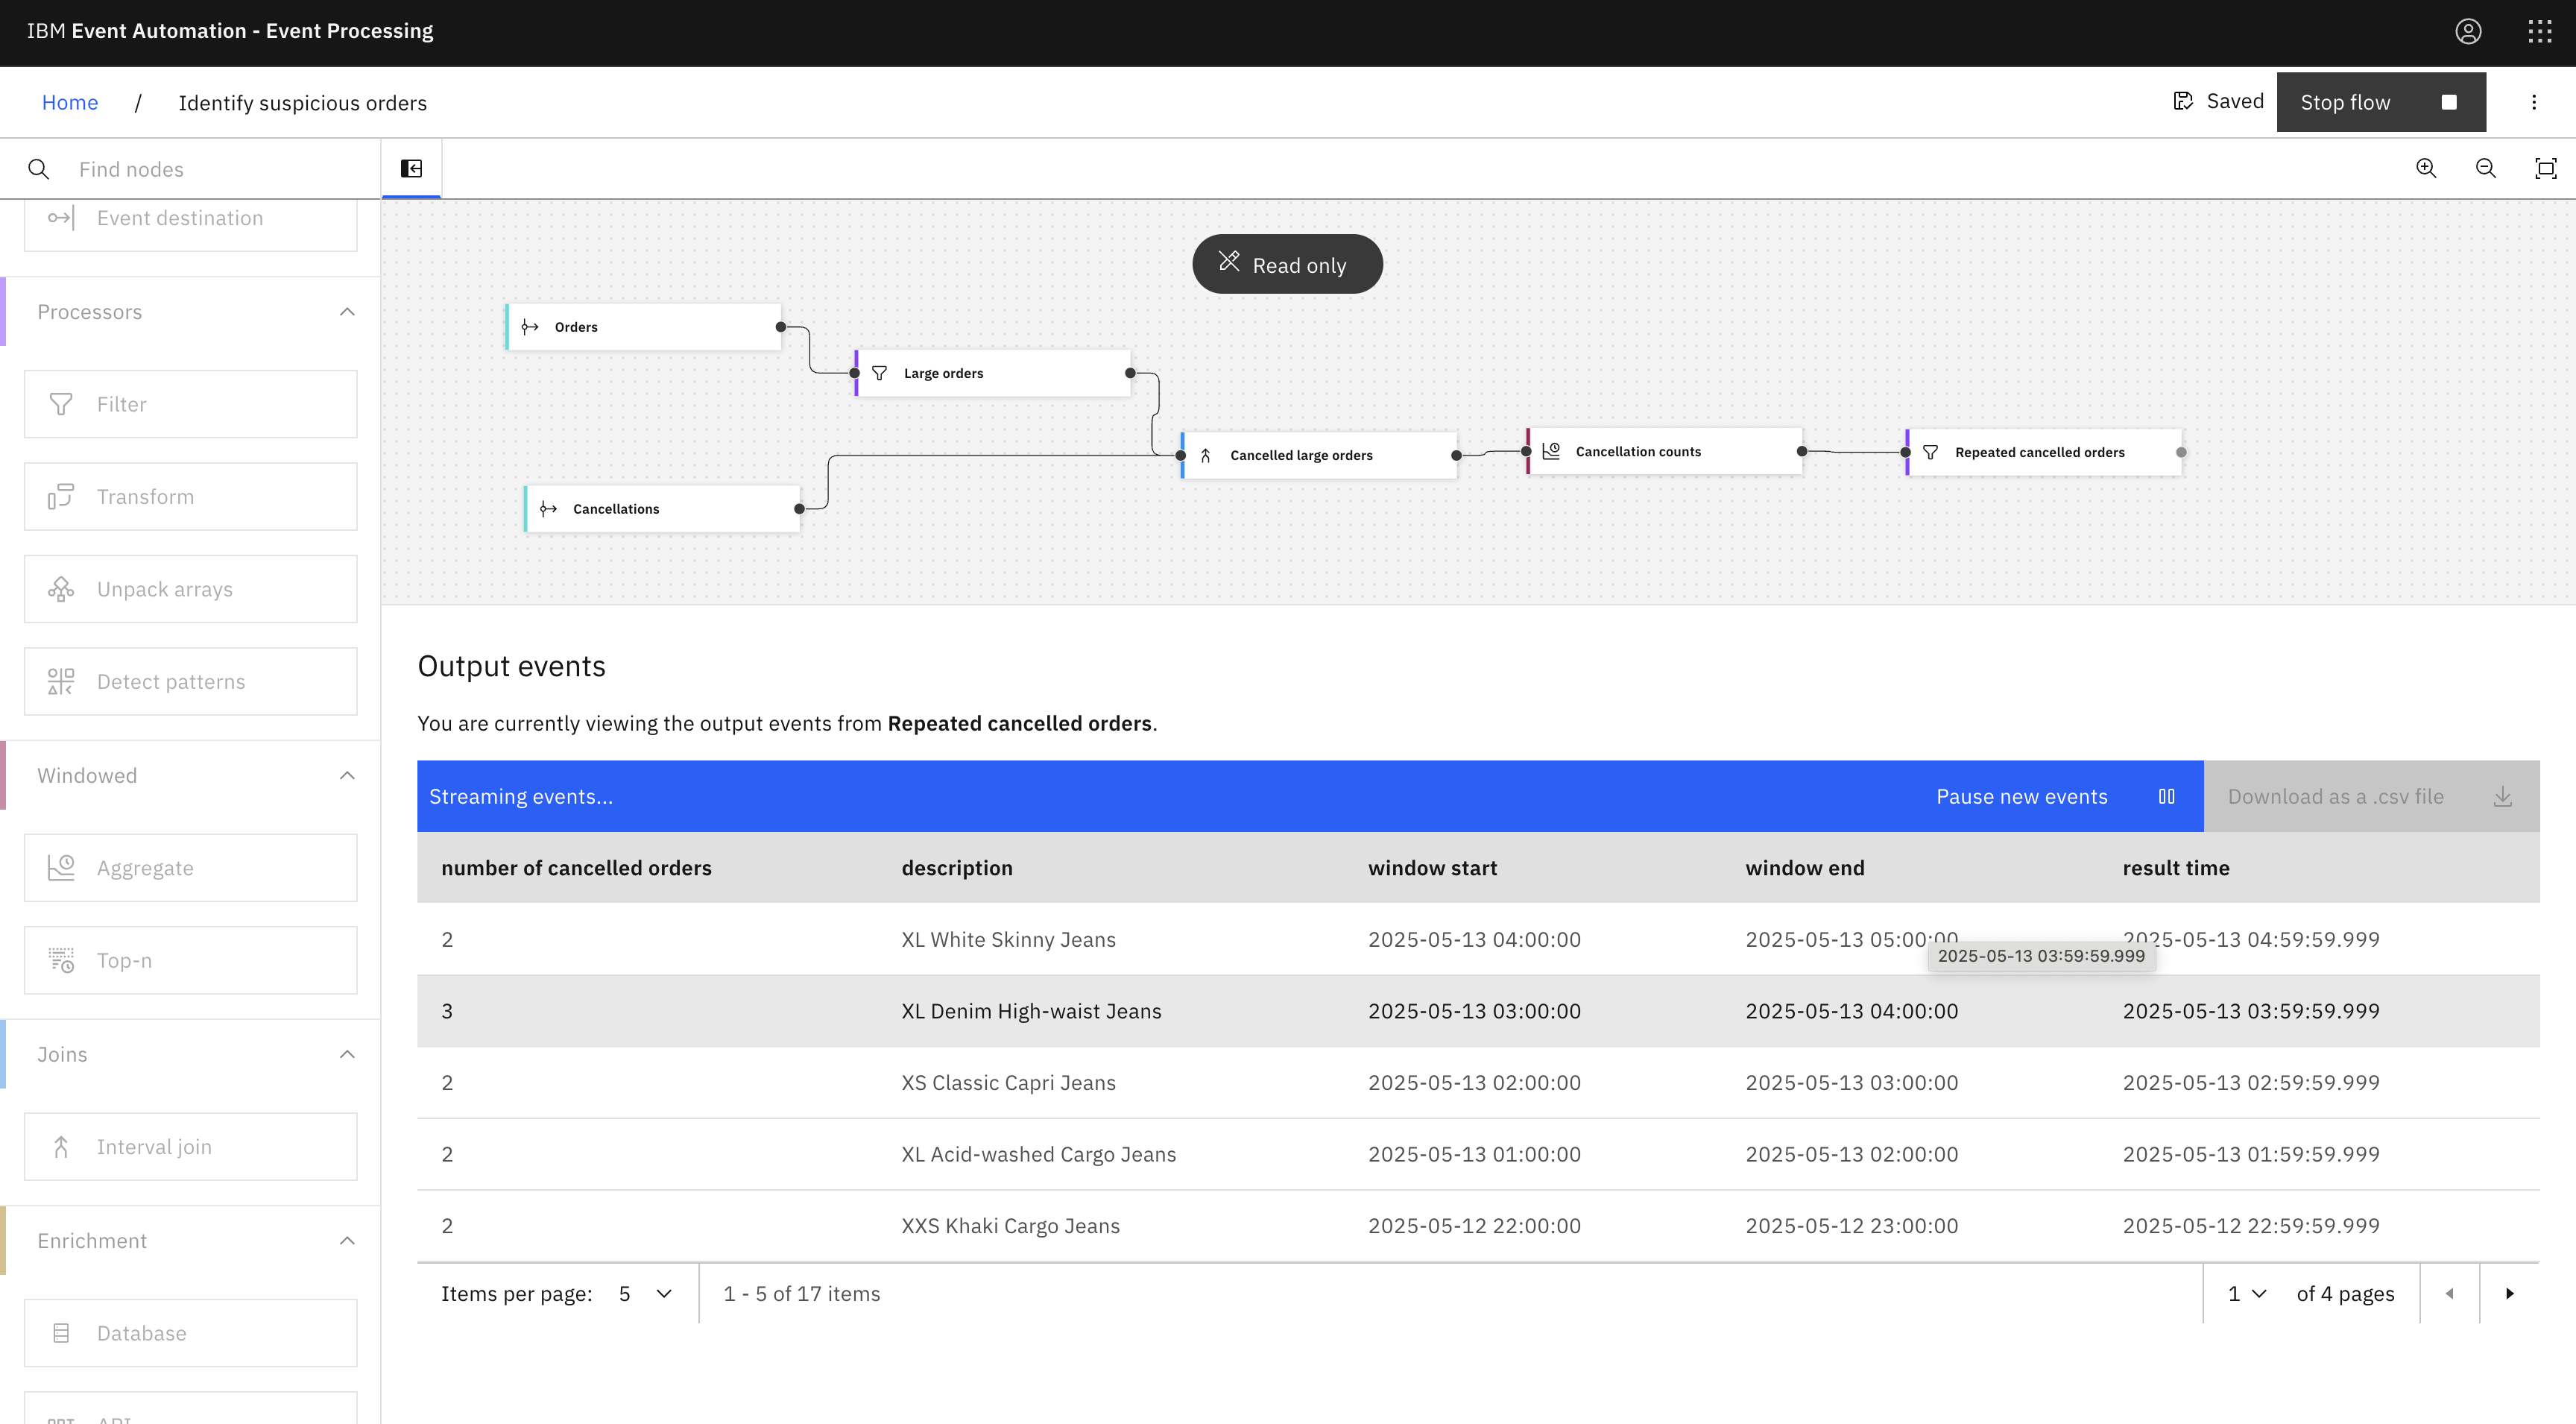 IBM Event Automation - Event Processing
Home / Identify suspicious orders
Saved
Stop flow
Find nodes
Event destination
Processors
Filter
Transform
Unpack arrays
Detect patterns
Windowed
Aggregate
Top-n
Joins
Interval join
Enrichment
Database
Read only
Orders
Large orders
Cancelled large orders
Cancellation counts
Repeated cancelled orders
Cancellations
Output events
You are currently viewing the output events from Repeated cancelled orders.
Streaming events... Pause new events Download as a .csv file
number of cancelled orders description window start window end result time
2 XL White Skinny Jeans 2025-05-13 04:00:00 2025-05-13 05:00:00 2025-05-13 04:59:59.999
2025-05-13 03:59:59.999
3 XL Denim High-waist Jeans 2025-05-13 03:00:00 2025-05-13 04:00:00 2025-05-13 03:59:59.999
2 XS Classic Capri Jeans 2025-05-13 02:00:00 2025-05-13 03:00:00 2025-05-13 02:59:59.999
2 XL Acid-washed Cargo Jeans 2025-05-13 01:00:00 2025-05-13 02:00:00 2025-05-13 01:59:59.999
2 XXS Khaki Cargo Jeans 2025-05-12 22:00:00 2025-05-12 23:00:00 2025-05-12 22:59:59.999
Items per page: 5 1 - 5 of 17 items 1 of 4 pages